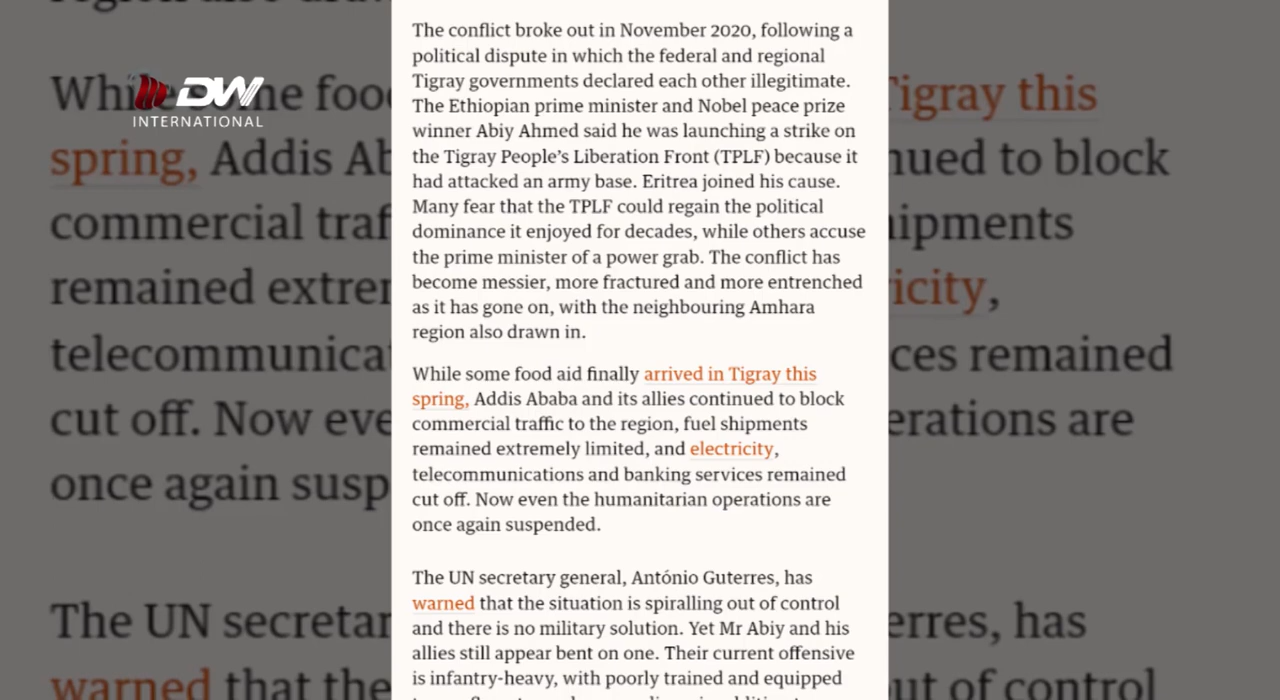 DW
INTERNATIONAL
The conflict broke out in November 2020, following a
political dispute in which the federal and regional
Tigray governments declared each other illegitimate.
The Ethiopian prime minister and Nobel peace prize
winner Abiy Ahmed said he was launching a strike on
the Tigray People’s Liberation Front (TPLF) because it
had attacked an army base. Eritrea joined his cause.
Many fear that the TPLF could regain the political
dominance it enjoyed for decades, while others accuse
the prime minister of a power grab. The conflict has
become messier, more fractured and more entrenched
as it has gone on, with the neighbouring Amhara
region also drawn in.
While some food aid finally arrived in Tigray this
spring, Addis Ababa and its allies continued to block
commercial traffic to the region, fuel shipments
remained extremely limited, and electricity,
telecommunications and banking services remained
cut off. Now even the humanitarian operations are
once again suspended.
The UN secretary general, António Guterres, has
warned that the situation is spiralling out of control
and there is no military solution. Yet Mr Abiy and his
allies still appear bent on one. Their current offensive
is infantry-heavy, with poorly trained and equipped